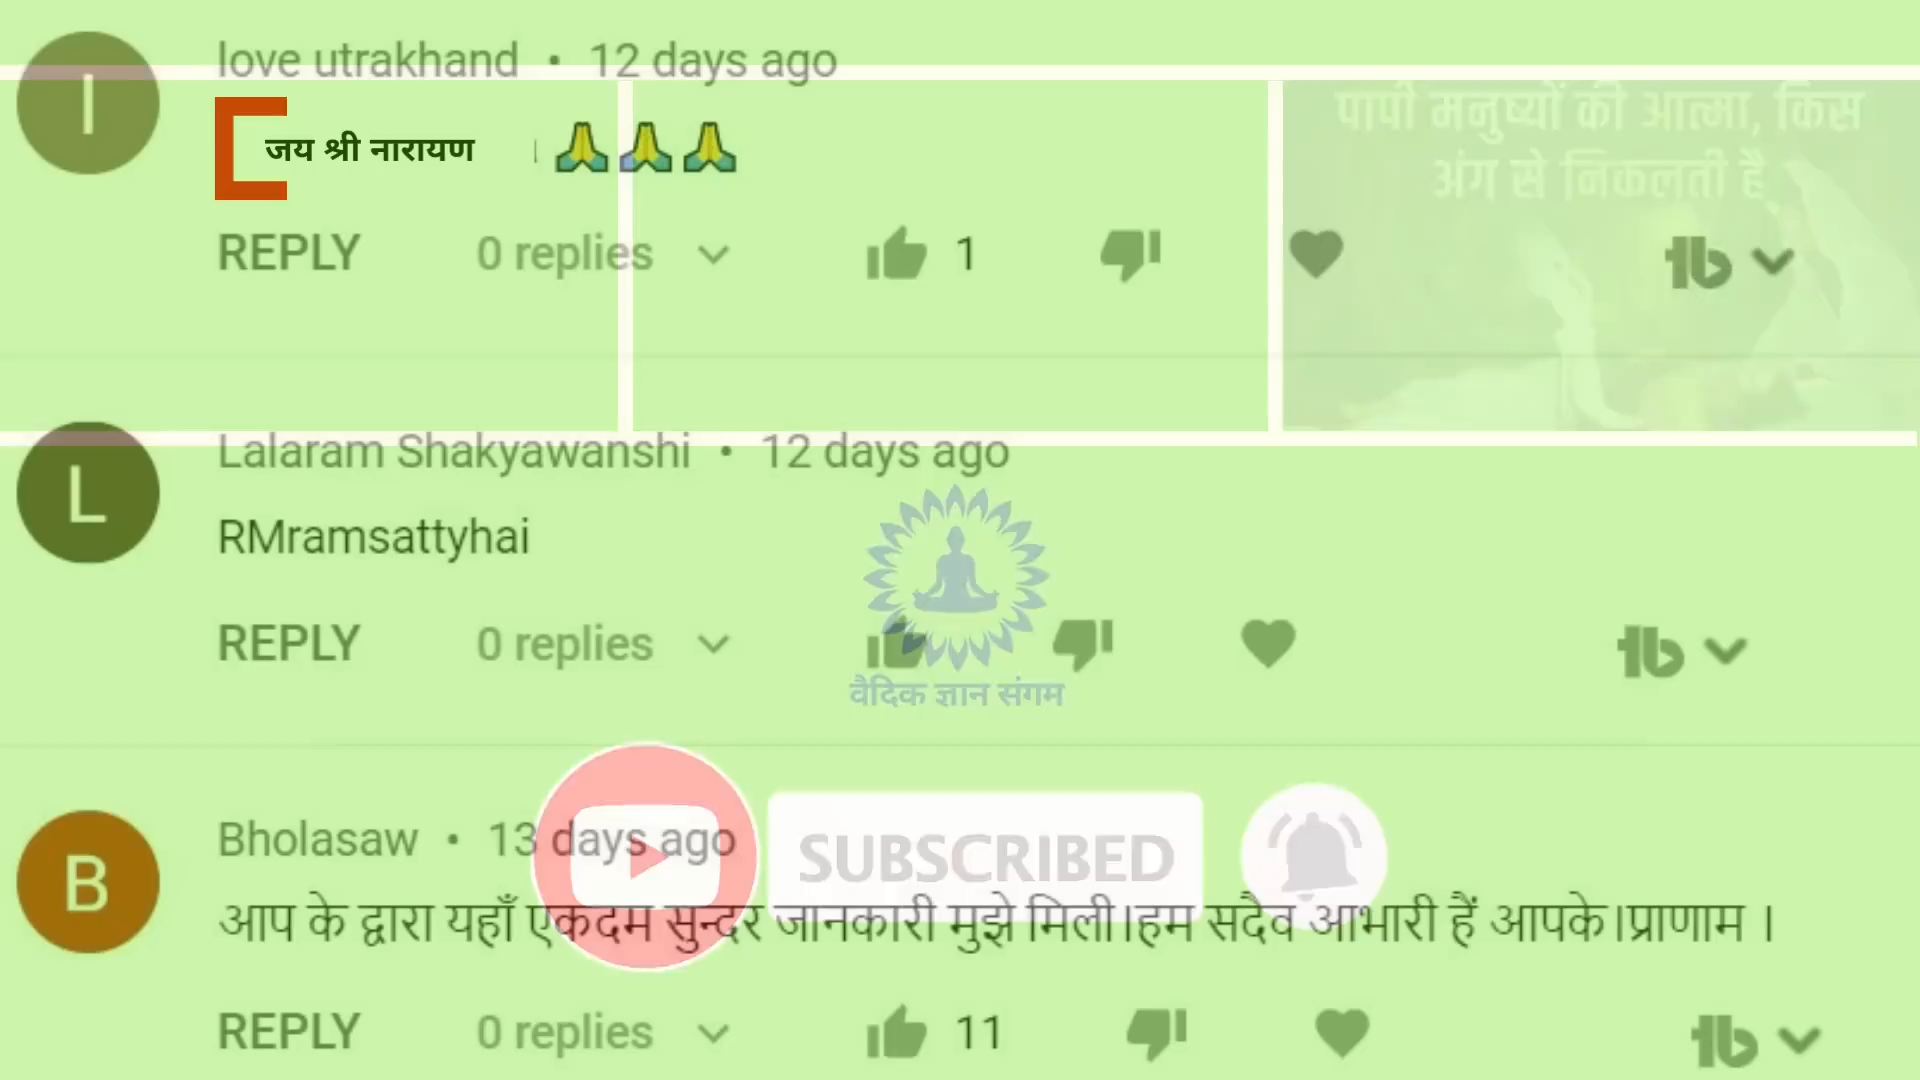 love utrakhand • 12 days ago
जय श्री नारायण । 🙏🙏🙏
पापी मनुष्यों की आत्मा, किस
अंग से निकलती है
REPLY 0 replies 1
Lalaram Shakyawanshi • 12 days ago
RMramsattyhai
REPLY 0 replies
वैदिक ज्ञान संगम
Bholasaw • 13 days ago
SUBSCRIBED
आप के द्वारा यहाँ एकदम सुन्दर जानकारी मुझे मिली।हम सदैव आभारी हैं आपके।प्राणाम ।
REPLY 0 replies 11